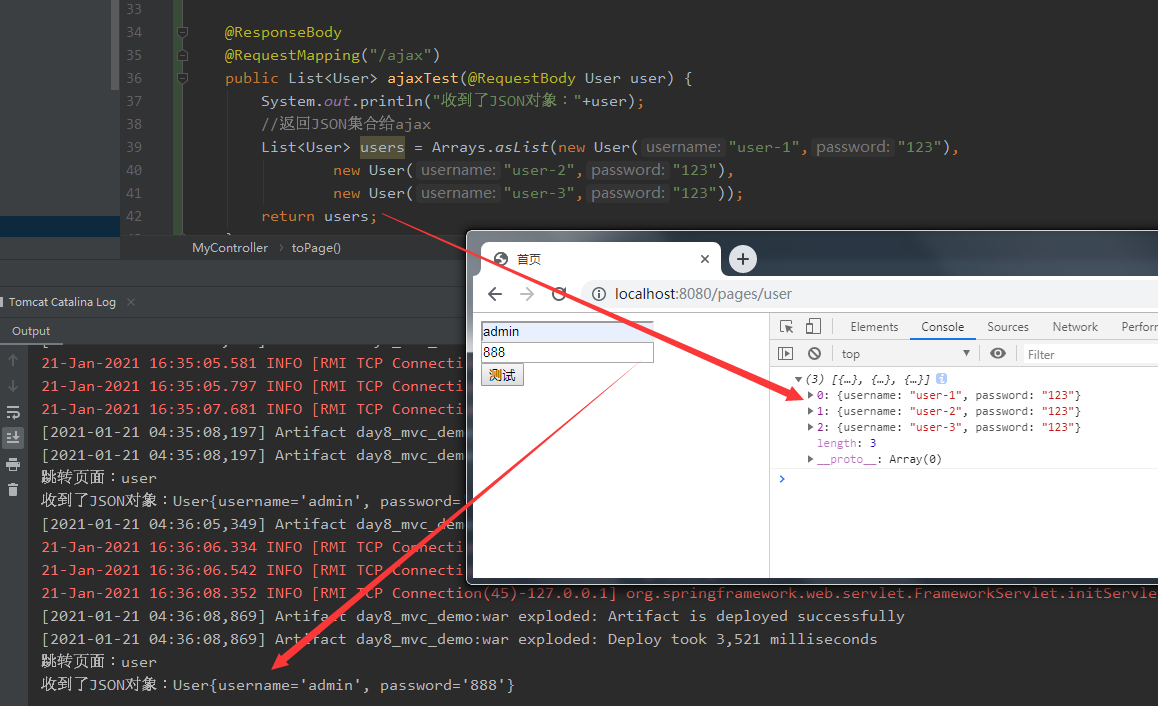 33
34 @ResponseBody
35 @RequestMapping("/ajax")
36 public List<User> ajaxTest(@RequestBody User user) {
37 System.out.println("收到了JSON对象："+user);
38 //返回JSON集合给ajax
39 List<User> users = Arrays.asList(new User( username: "user-1", password: "123"),
40 new User( username: "user-2", password: "123"),
41 new User( username: "user-3", password: "123"));
42 return users;
MyController > toPage()
Tomcat Catalina Log ×
Output
21-Jan-2021 16:35:05.581 INFO [RMI TCP Connecti
21-Jan-2021 16:35:05.797 INFO [RMI TCP Connecti
21-Jan-2021 16:35:07.681 INFO [RMI TCP Connecti
[2021-01-21 04:35:08,197] Artifact day8_mvc_dem
[2021-01-21 04:35:08,197] Artifact day8_mvc_dem
跳转页面：user
收到了JSON对象：User{username='admin', password='
[2021-01-21 04:36:05,349] Artifact day8_mvc_dem
21-Jan-2021 16:36:06.334 INFO [RMI TCP Connecti
21-Jan-2021 16:36:06.542 INFO [RMI TCP Connecti
21-Jan-2021 16:36:08.352 INFO [RMI TCP Connection(45)-127.0.0.1] org.springframework.web.servlet.FrameworkServlet.initServle
[2021-01-21 04:36:08,869] Artifact day8_mvc_demo:war exploded: Artifact is deployed successfully
[2021-01-21 04:36:08,869] Artifact day8_mvc_demo:war exploded: Deploy took 3,521 milliseconds
跳转页面：user
收到了JSON对象：User{username='admin', password='888'}
首页
localhost:8080/pages/user
admin
888
测试
Elements Console Sources Network Perform
top Filter
(3) [{…}, {…}, {…}]
0: {username: "user-1", password: "123"}
1: {username: "user-2", password: "123"}
2: {username: "user-3", password: "123"}
length: 3
__proto__: Array(0)